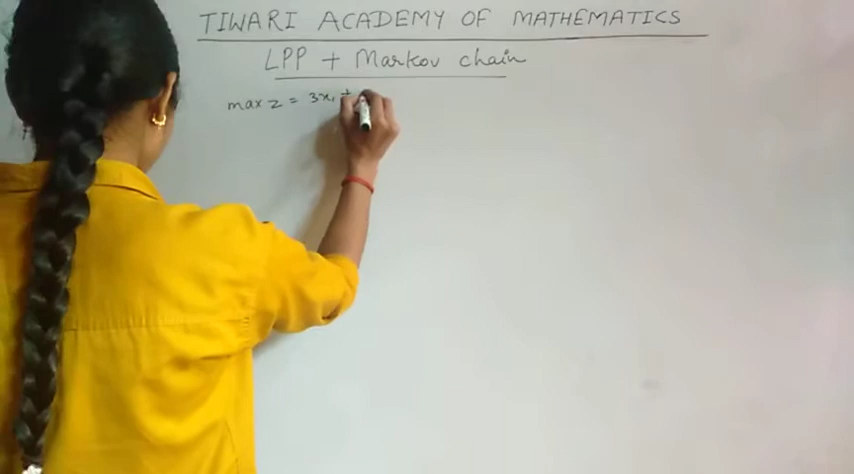 TIWARI ACADEMY OF MATHEMATICS
LPP + Markov chain
max z = 3x₁ +